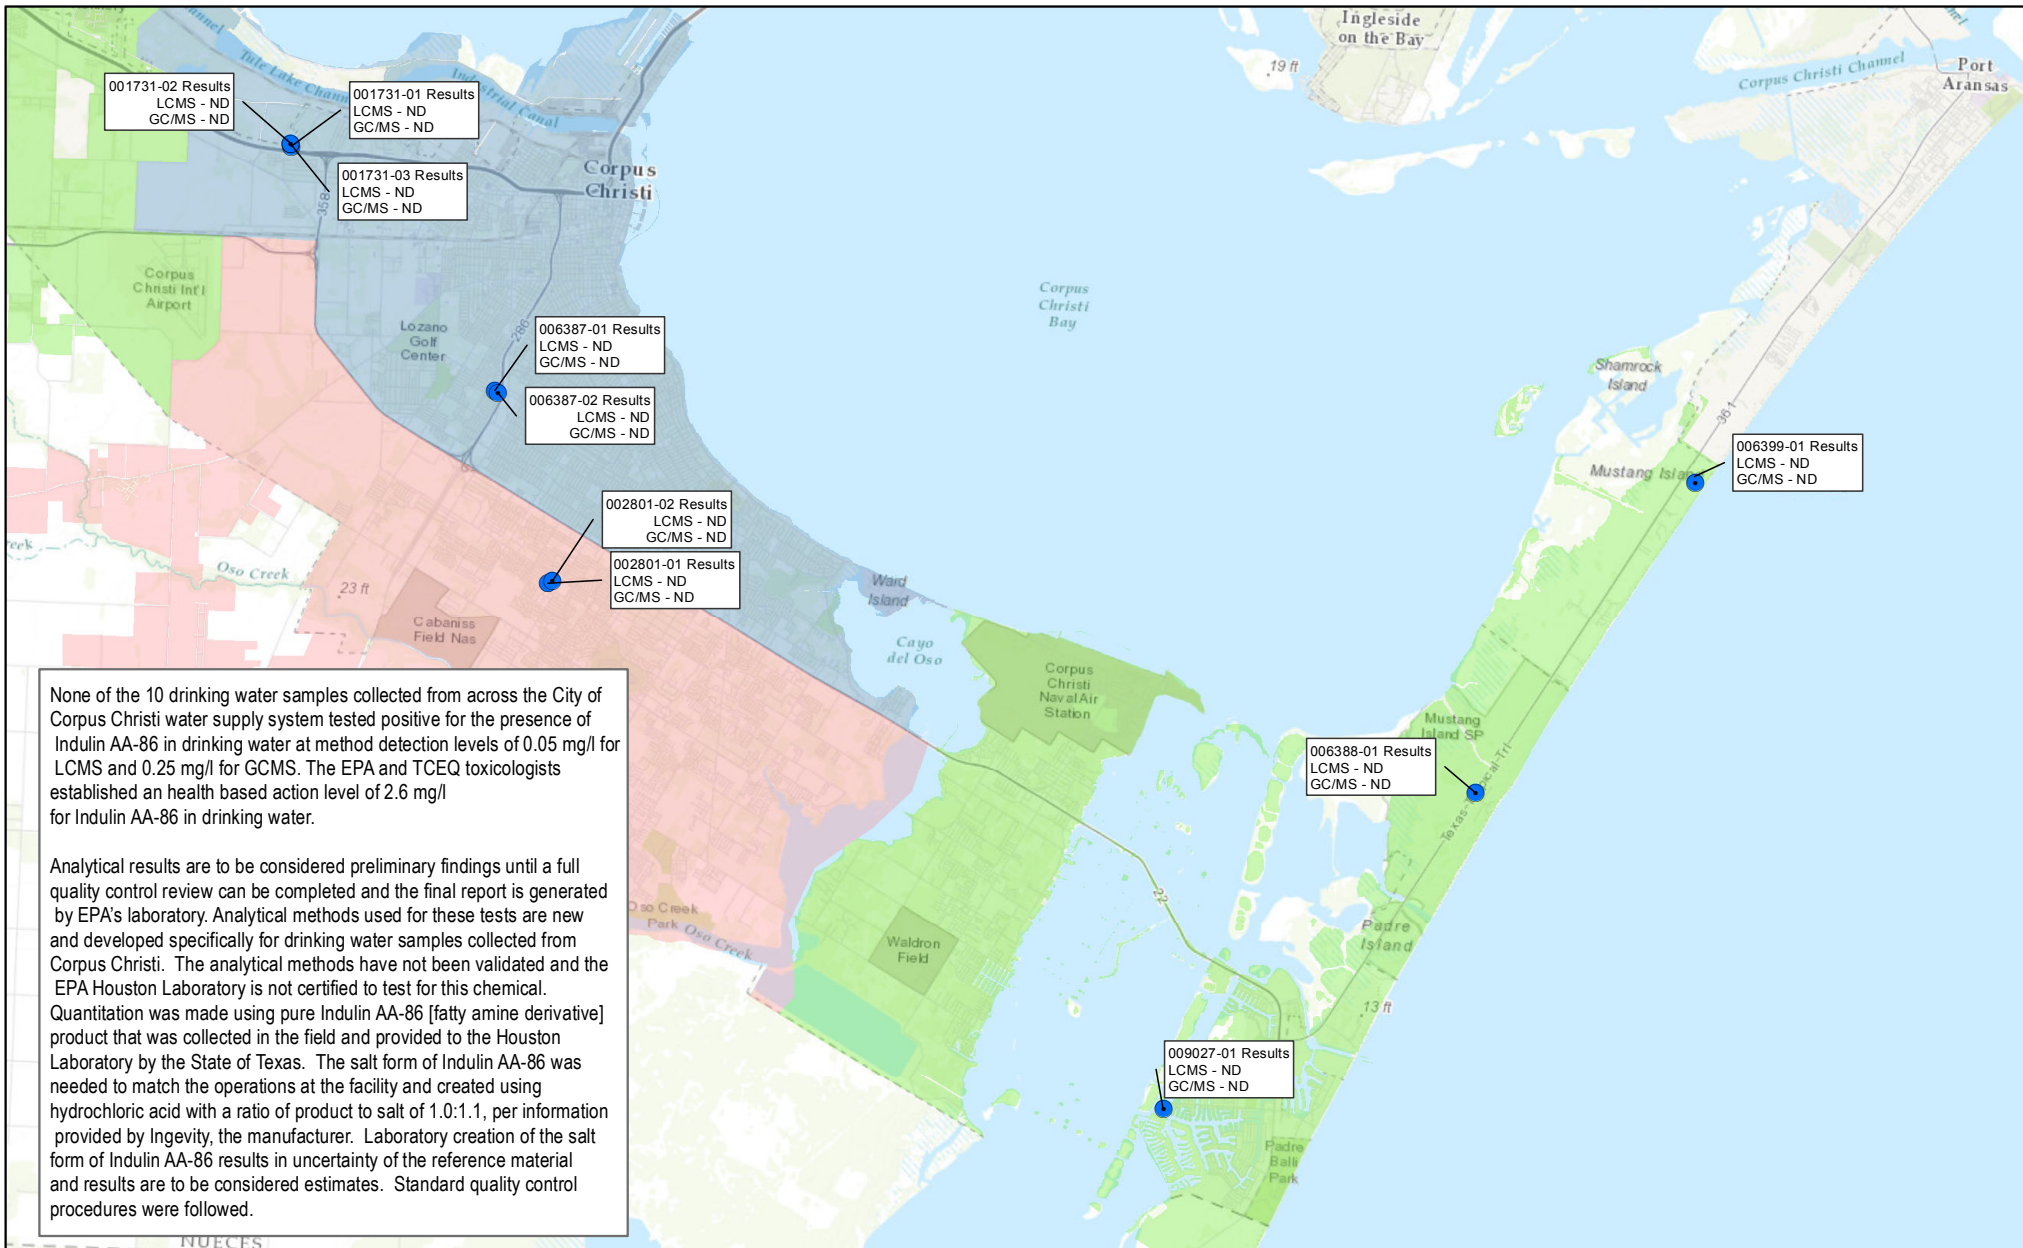 Ingleside
on the Bay
19 ft
Corpus Christi Channel
Port
Aransas
Channel
Tule Lake Channel
Industrial Canal
001731-02 Results
LCMS - ND
GC/MS - ND
001731-01 Results
LCMS - ND
GC/MS - ND
001731-03 Results
LCMS - ND
GC/MS - ND
358
Corpus
Christi
Corpus
Christi Int'l
Airport
Lozano
Golf
Center
286
Corpus
Christi
Bay
006387-01 Results
LCMS - ND
GC/MS - ND
006387-02 Results
LCMS - ND
GC/MS - ND
Shamrock
Island
361
Mustang Island
006399-01 Results
LCMS - ND
GC/MS - ND
002801-02 Results
LCMS - ND
GC/MS - ND
002801-01 Results
LCMS - ND
GC/MS - ND
Creek
Oso Creek
23 ft
Cabaniss
Field Nas
Ward
Island
Cayo
del Oso
Corpus
Christi
Naval Air
Station
Mustang
Island SP
006388-01 Results
LCMS - ND
GC/MS - ND
None of the 10 drinking water samples collected from across the City of
Corpus Christi water supply system tested positive for the presence of
Indulin AA-86 in drinking water at method detection levels of 0.05 mg/l for
LCMS and 0.25 mg/l for GCMS. The EPA and TCEQ toxicologists
established an health based action level of 2.6 mg/l
for Indulin AA-86 in drinking water.
Analytical results are to be considered preliminary findings until a full
quality control review can be completed and the final report is generated
by EPA's laboratory. Analytical methods used for these tests are new
and developed specifically for drinking water samples collected from
Corpus Christi. The analytical methods have not been validated and the
EPA Houston Laboratory is not certified to test for this chemical.
Quantitation was made using pure Indulin AA-86 [fatty amine derivative]
product that was collected in the field and provided to the Houston
Laboratory by the State of Texas. The salt form of Indulin AA-86 was
needed to match the operations at the facility and created using
hydrochloric acid with a ratio of product to salt of 1.0:1.1, per information
provided by Ingevity, the manufacturer. Laboratory creation of the salt
form of Indulin AA-86 results in uncertainty of the reference material
and results are to be considered estimates. Standard quality control
procedures were followed.
Oso Creek
Park
Oso Creek
Waldron
Field
22
Padre
Island
13 ft
009027-01 Results
LCMS - ND
GC/MS - ND
Padre
Balli
Park
NUECES